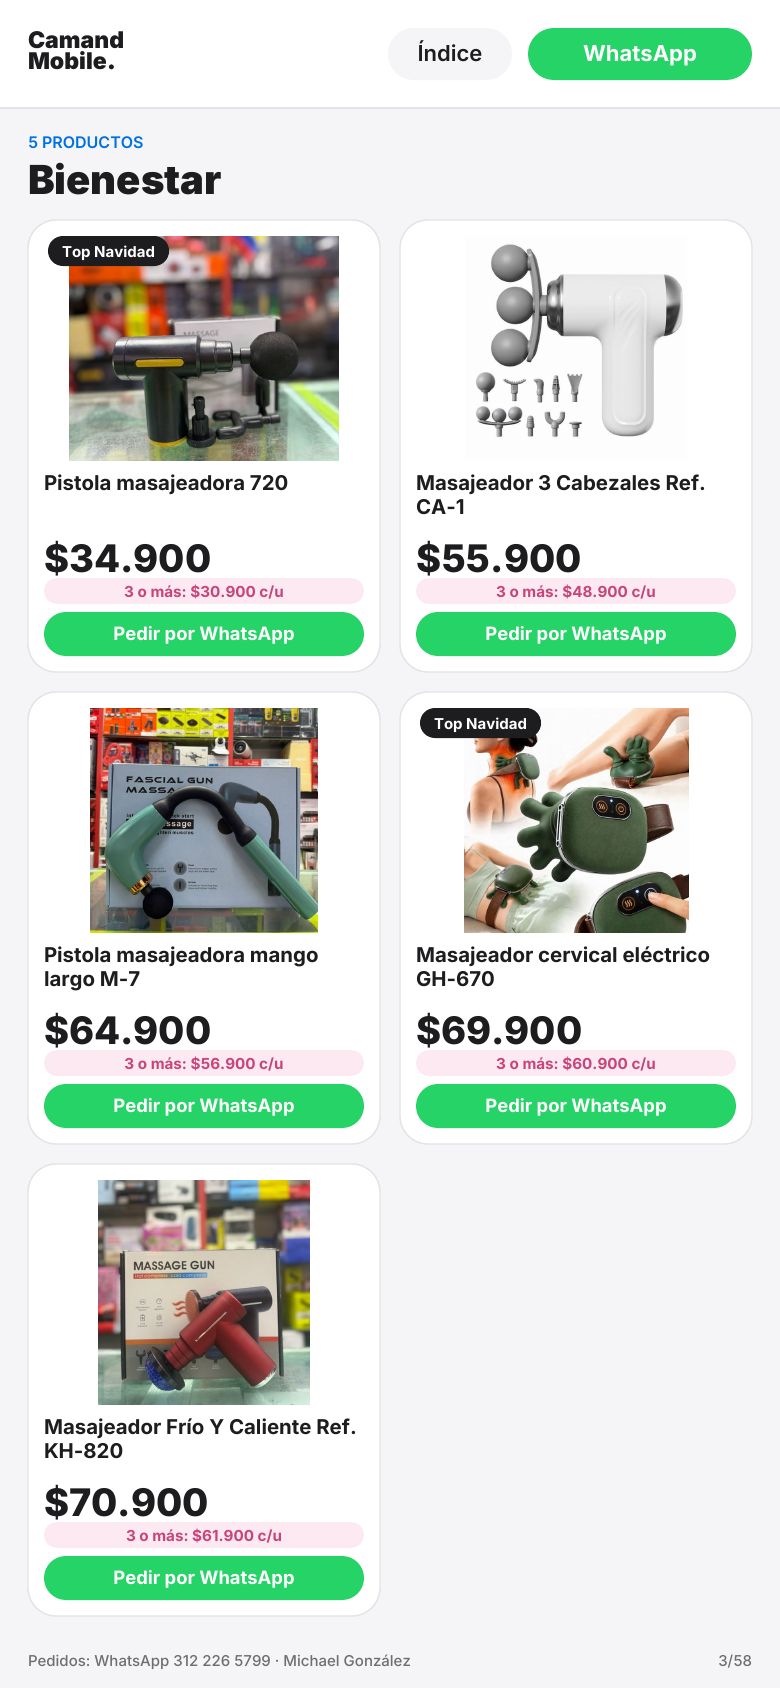 Camand
Mobile.
Índice
WhatsApp
5 PRODUCTOS
Bienestar
Top Navidad
MASSAGE
Pistola masajeadora 720
$34.900
3 o más: $30.900 c/u
Pedir por WhatsApp
Masajeador 3 Cabezales Ref.
CA-1
$55.900
3 o más: $48.900 c/u
Pedir por WhatsApp
FASCIAL GUN
MASSA
Pistola masajeadora mango
largo M-7
$64.900
3 o más: $56.900 c/u
Pedir por WhatsApp
Top Navidad
Masajeador cervical eléctrico
GH-670
$69.900
3 o más: $60.900 c/u
Pedir por WhatsApp
MASSAGE GUN
Masajeador Frío Y Caliente Ref.
KH-820
$70.900
3 o más: $61.900 c/u
Pedir por WhatsApp
Pedidos: WhatsApp 312 226 5799 · Michael González
3/58